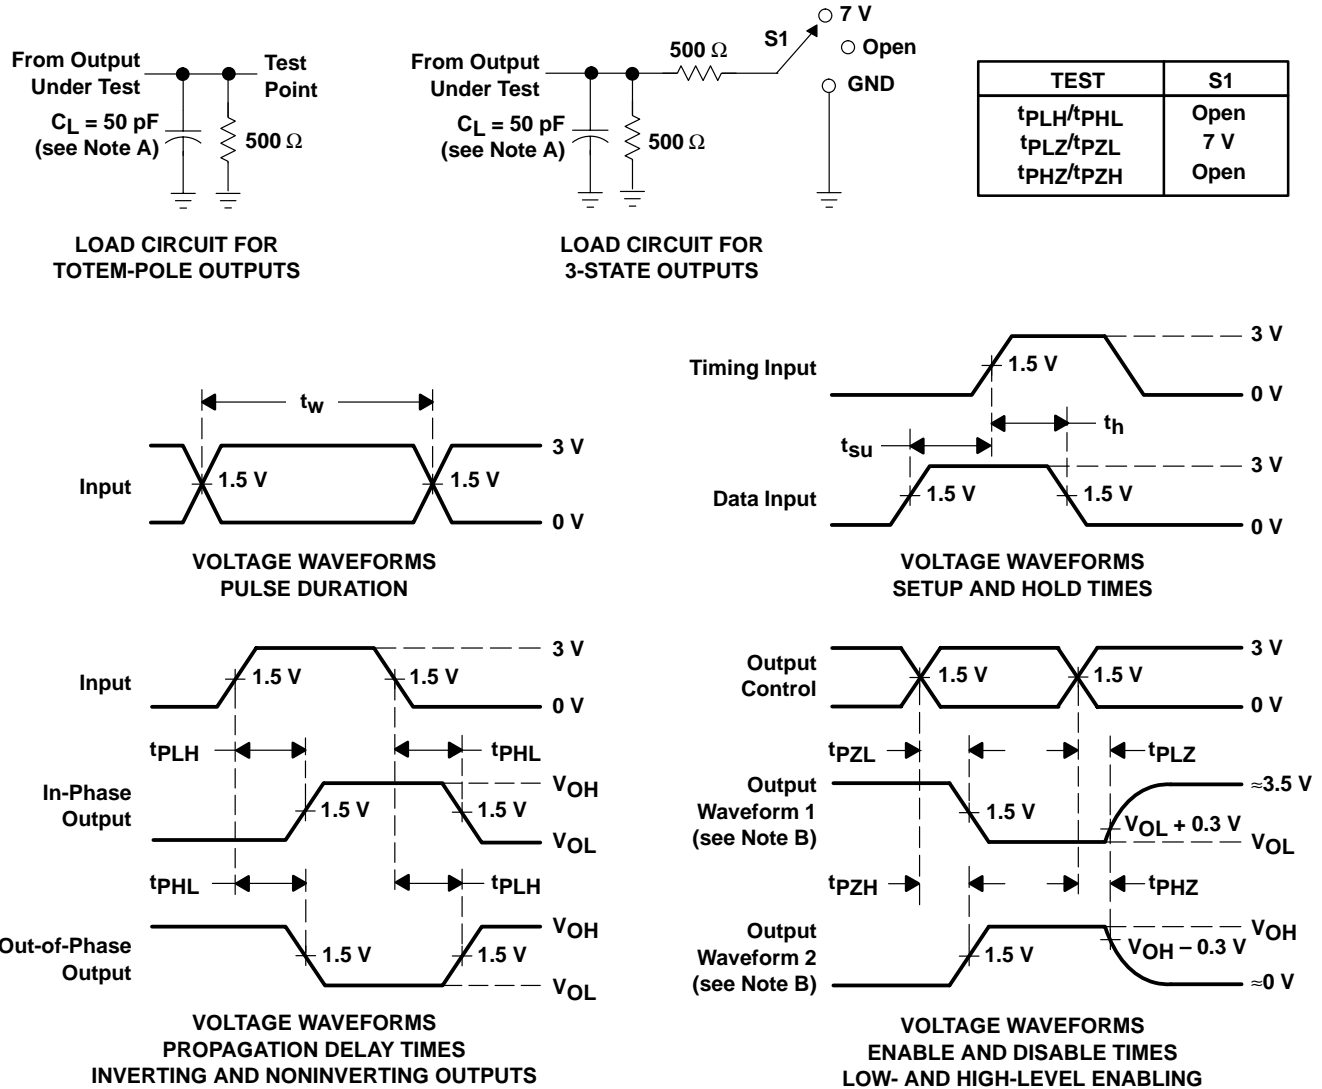 From Output
Under Test
Test
Point
CL = 50 pF
(see Note A)
500 Ω
LOAD CIRCUIT FOR
TOTEM-POLE OUTPUTS
From Output
Under Test
500 Ω
S1
7 V
Open
GND
CL = 50 pF
(see Note A)
500 Ω
LOAD CIRCUIT FOR
3-STATE OUTPUTS
TEST S1
tPLH/tPHL Open
tPLZ/tPZL 7 V
tPHZ/tPZH Open
tw
Input
1.5 V
1.5 V
3 V
0 V
VOLTAGE WAVEFORMS
PULSE DURATION
Timing Input
1.5 V
3 V
0 V
tsu
th
Data Input
1.5 V
1.5 V
3 V
0 V
VOLTAGE WAVEFORMS
SETUP AND HOLD TIMES
Input
1.5 V
1.5 V
3 V
0 V
tPLH
tPHL
In-Phase
Output
1.5 V
1.5 V
VOH
VOL
tPHL
tPLH
Out-of-Phase
Output
1.5 V
1.5 V
VOH
VOL
VOLTAGE WAVEFORMS
PROPAGATION DELAY TIMES
INVERTING AND NONINVERTING OUTPUTS
Output
Control
1.5 V
1.5 V
3 V
0 V
tPZL
tPLZ
Output
Waveform 1
(see Note B)
1.5 V
VOL + 0.3 V
≈3.5 V
VOL
tPZH
tPHZ
Output
Waveform 2
(see Note B)
1.5 V
VOH − 0.3 V
VOH
≈0 V
VOLTAGE WAVEFORMS
ENABLE AND DISABLE TIMES
LOW- AND HIGH-LEVEL ENABLING